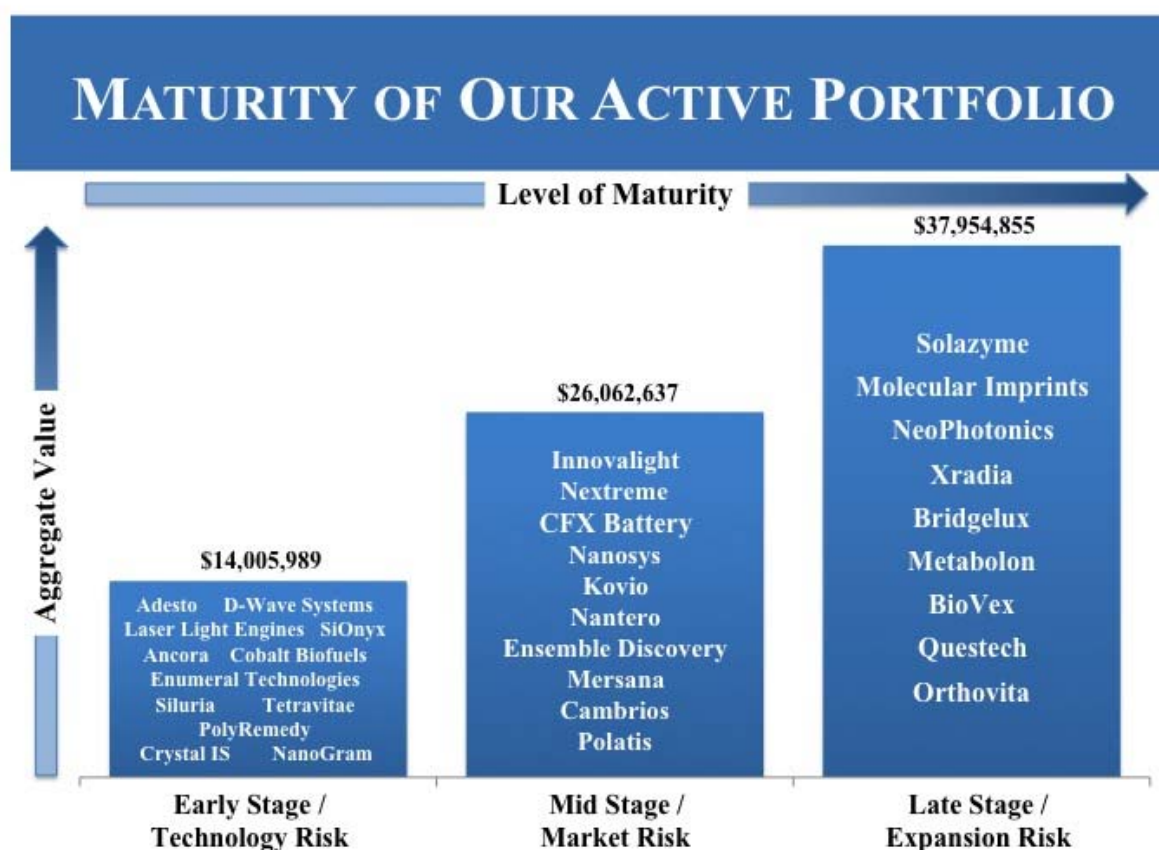 MATURITY OF OUR ACTIVE PORTFOLIO
Level of Maturity
Aggregate Value
$14,005,989
Adesto D-Wave Systems
Laser Light Engines SiOnyx
Ancora Cobalt Biofuels
Enumeral Technologies
Siluria Tetravitae
PolyRemedy
Crystal IS NanoGram
Early Stage /
Technology Risk
$26,062,637
Innovalight
Nextreme
CFX Battery
Nanosys
Kovio
Nantero
Ensemble Discovery
Mersana
Cambrios
Polatis
Mid Stage /
Market Risk
$37,954,855
Solazyme
Molecular Imprints
NeoPhotonics
Xradia
Bridgelux
Metabolon
BioVex
Questech
Orthovita
Late Stage /
Expansion Risk